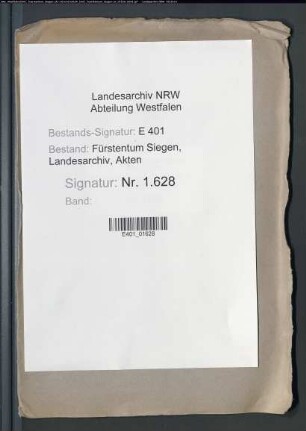 Landesarchiv NRW
Abteilung Westfalen
Bestands-Signatur: E 401
Bestand: Fürstentum Siegen,
Landesarchiv, Akten
Signatur: Nr. 1.628
Band:
E401_01628